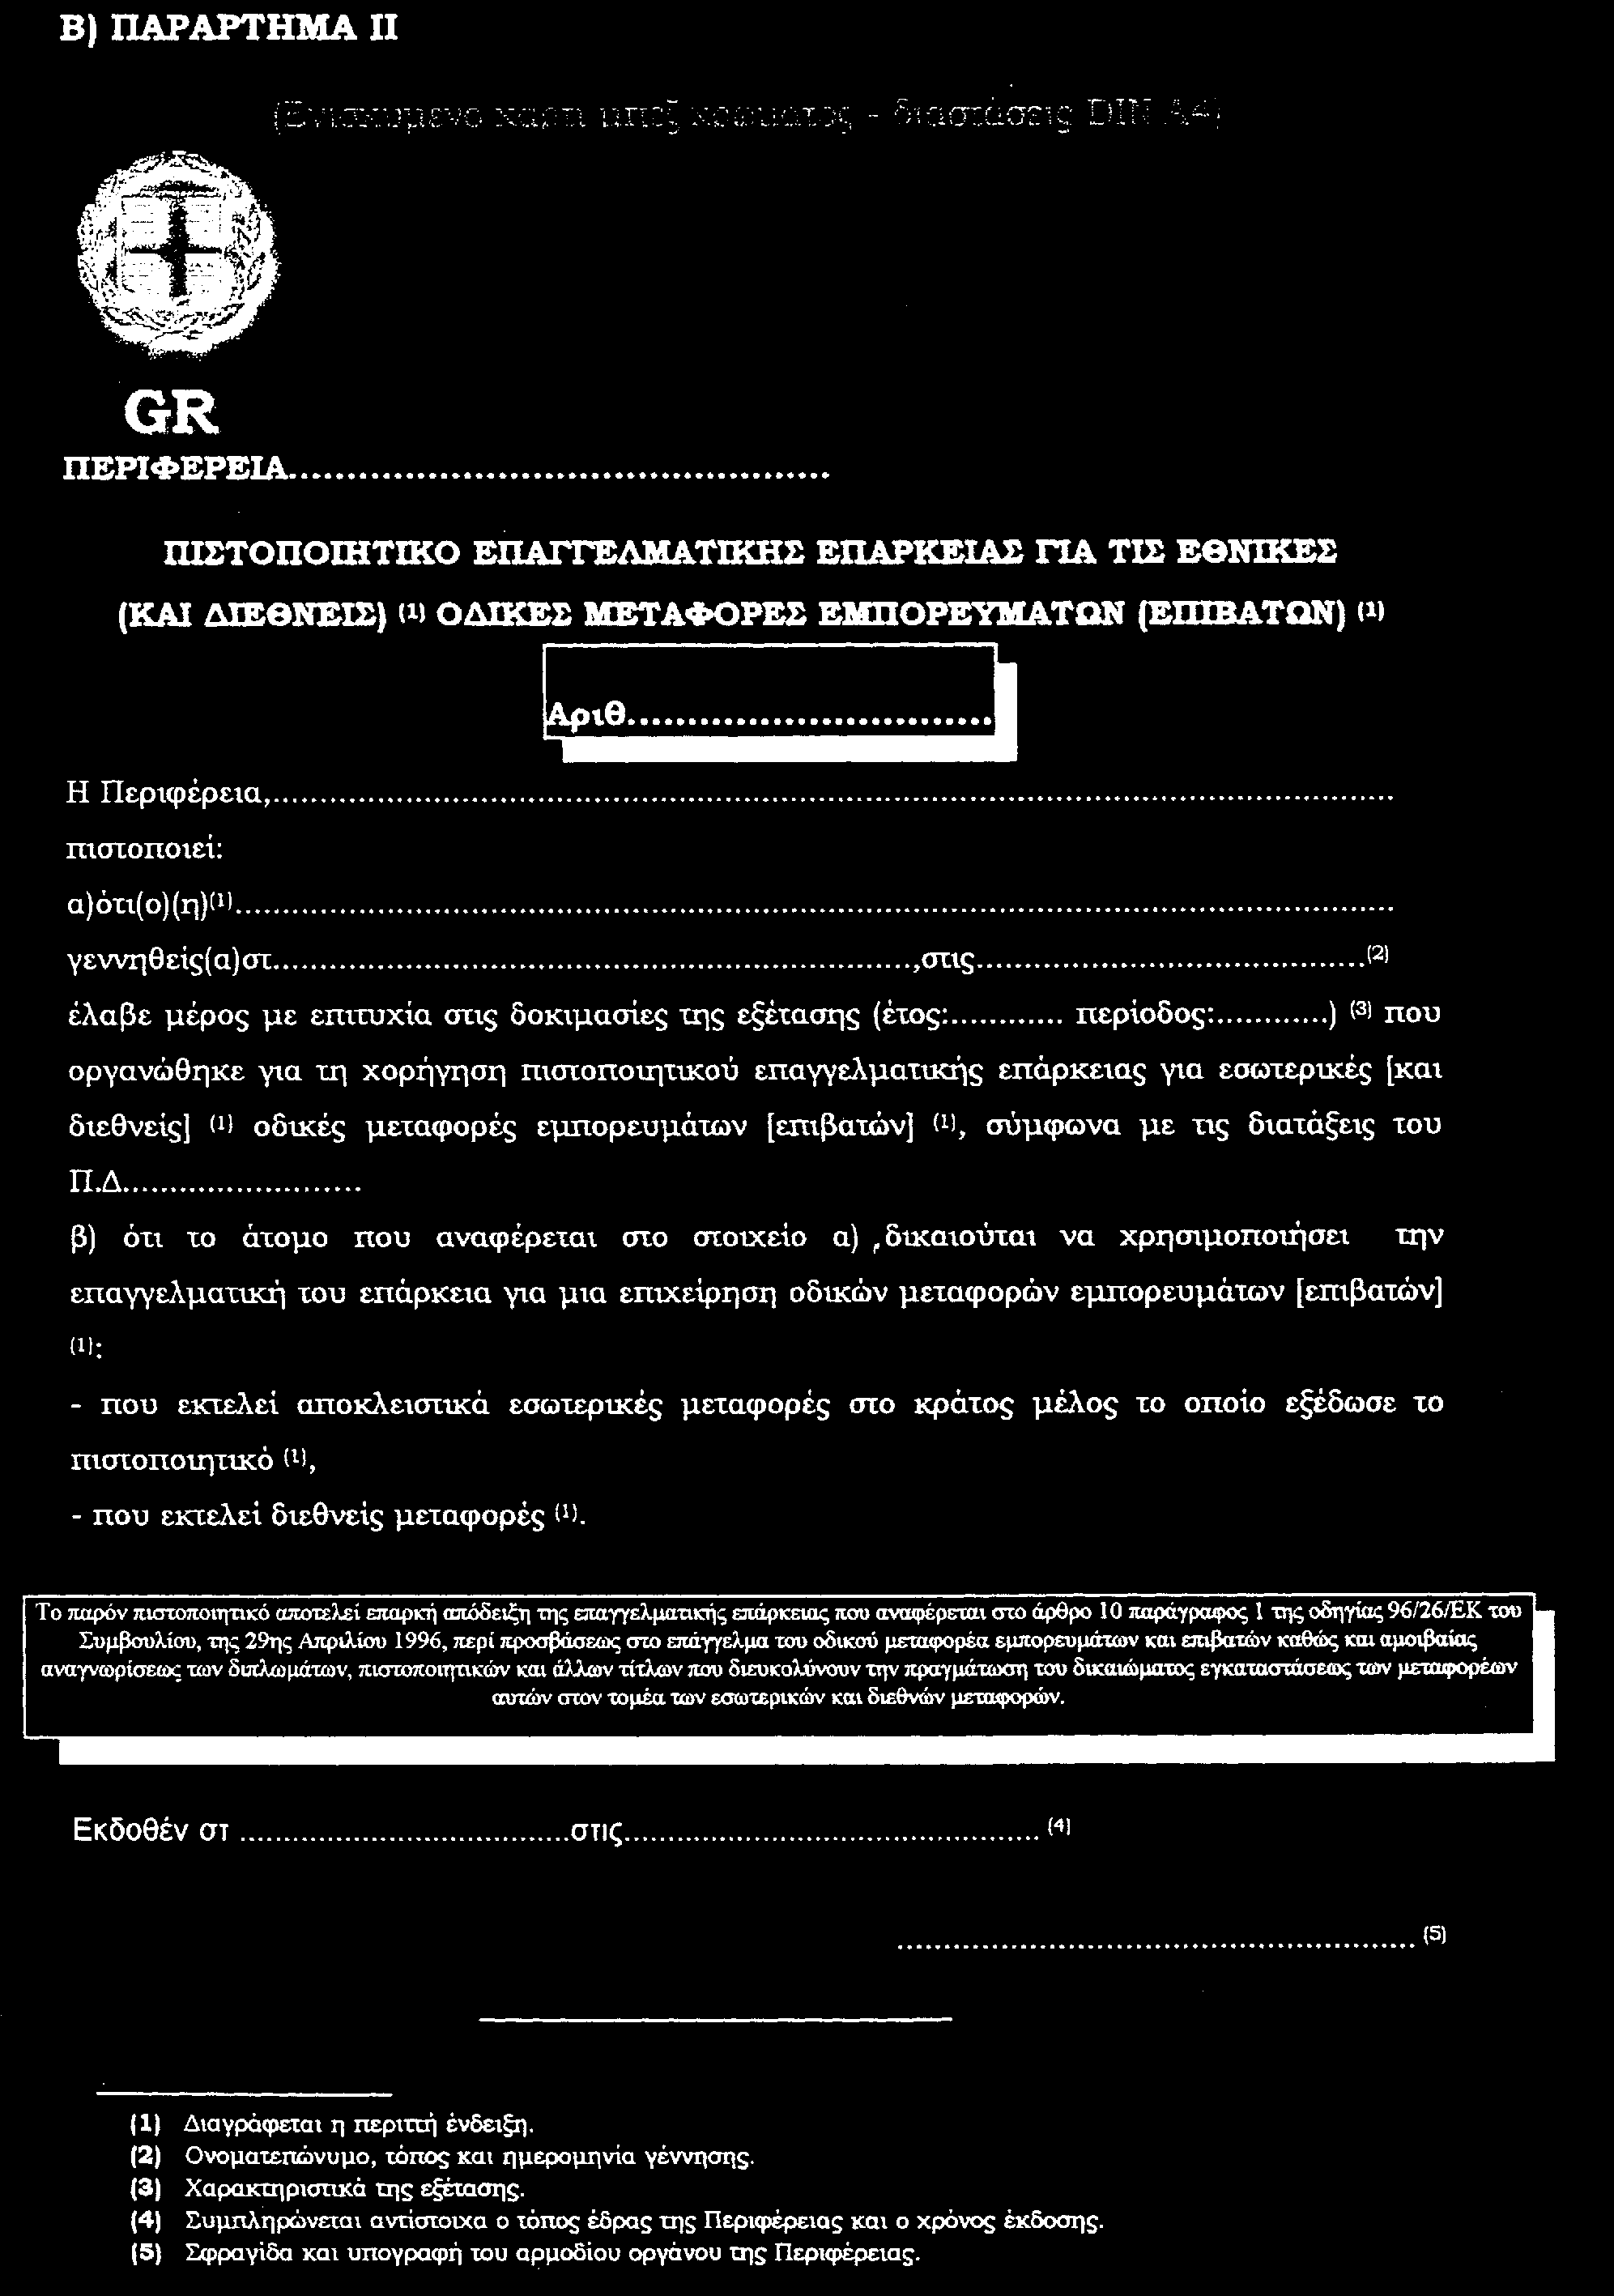 Β) ΠΑΡΑΡΤΗΜΑ ΙΙ
(Ενισχυμένο χαρτί μπεζ χρώματος - διαστάσεις DIN A4)
GR
ΠΕΡΙΦΕΡΕΙΑ..................................................
ΠΙΣΤΟΠΟΙΗΤΙΚΟ ΕΠΑΓΓΕΛΜΑΤΙΚΗΣ ΕΠΑΡΚΕΙΑΣ ΓΙΑ ΤΙΣ ΕΘΝΙΚΕΣ
(ΚΑΙ ΔΙΕΘΝΕΙΣ) (1) ΟΔΙΚΕΣ ΜΕΤΑΦΟΡΕΣ ΕΜΠΟΡΕΥΜΑΤΩΝ (ΕΠΙΒΑΤΩΝ) (1)
Αριθ...............................
Η Περιφέρεια,..........................................................................................
πιστοποιεί:
α)ότι(ο)(η)(1)..........................................................................................
γεννηθείς(α)στ......................................................,στις.................................(2)
έλαβε μέρος με επιτυχία στις δοκιμασίες της εξέτασης (έτος:............ περίοδος:............) (3) που
οργανώθηκε για τη χορήγηση πιστοποιητικού επαγγελματικής επάρκειας για εσωτερικές [και
διεθνείς] (1) οδικές μεταφορές εμπορευμάτων [επιβατών] (1), σύμφωνα με τις διατάξεις του
Π.Δ..........................
β) ότι το άτομο που αναφέρεται στο στοιχείο α) ,δικαιούται να χρησιμοποιήσει την
επαγγελματική του επάρκεια για μια επιχείρηση οδικών μεταφορών εμπορευμάτων [επιβατών]
(1):
- που εκτελεί αποκλειστικά εσωτερικές μεταφορές στο κράτος μέλος το οποίο εξέδωσε το
πιστοποιητικό (1),
- που εκτελεί διεθνείς μεταφορές (1).
Το παρόν πιστοποιητικό αποτελεί επαρκή απόδειξη της επαγγελματικής επάρκειας που αναφέρεται στο άρθρο 10 παράγραφος 1 της οδηγίας 96/26/ΕΚ του
Συμβουλίου, της 29ης Απριλίου 1996, περί προσβάσεως στο επάγγελμα του οδικού μεταφορέα εμπορευμάτων και επιβατών καθώς και αμοιβαίας
αναγνωρίσεως των διπλωμάτων, πιστοποιητικών και άλλων τίτλων που διευκολύνουν την πραγμάτωση του δικαιώματος εγκαταστάσεως των μεταφορέων
αυτών στον τομέα των εσωτερικών και διεθνών μεταφορών.
Εκδοθέν στ ..............................στις...................................... (4)
................................................ (5)
(1) Διαγράφεται η περιττή ένδειξη.
(2) Ονοματεπώνυμο, τόπος και ημερομηνία γέννησης.
(3) Χαρακτηριστικά της εξέτασης.
(4) Συμπληρώνεται αντίστοιχα ο τόπος έδρας της Περιφέρειας και ο χρόνος έκδοσης.
(5) Σφραγίδα και υπογραφή του αρμοδίου οργάνου της Περιφέρειας.